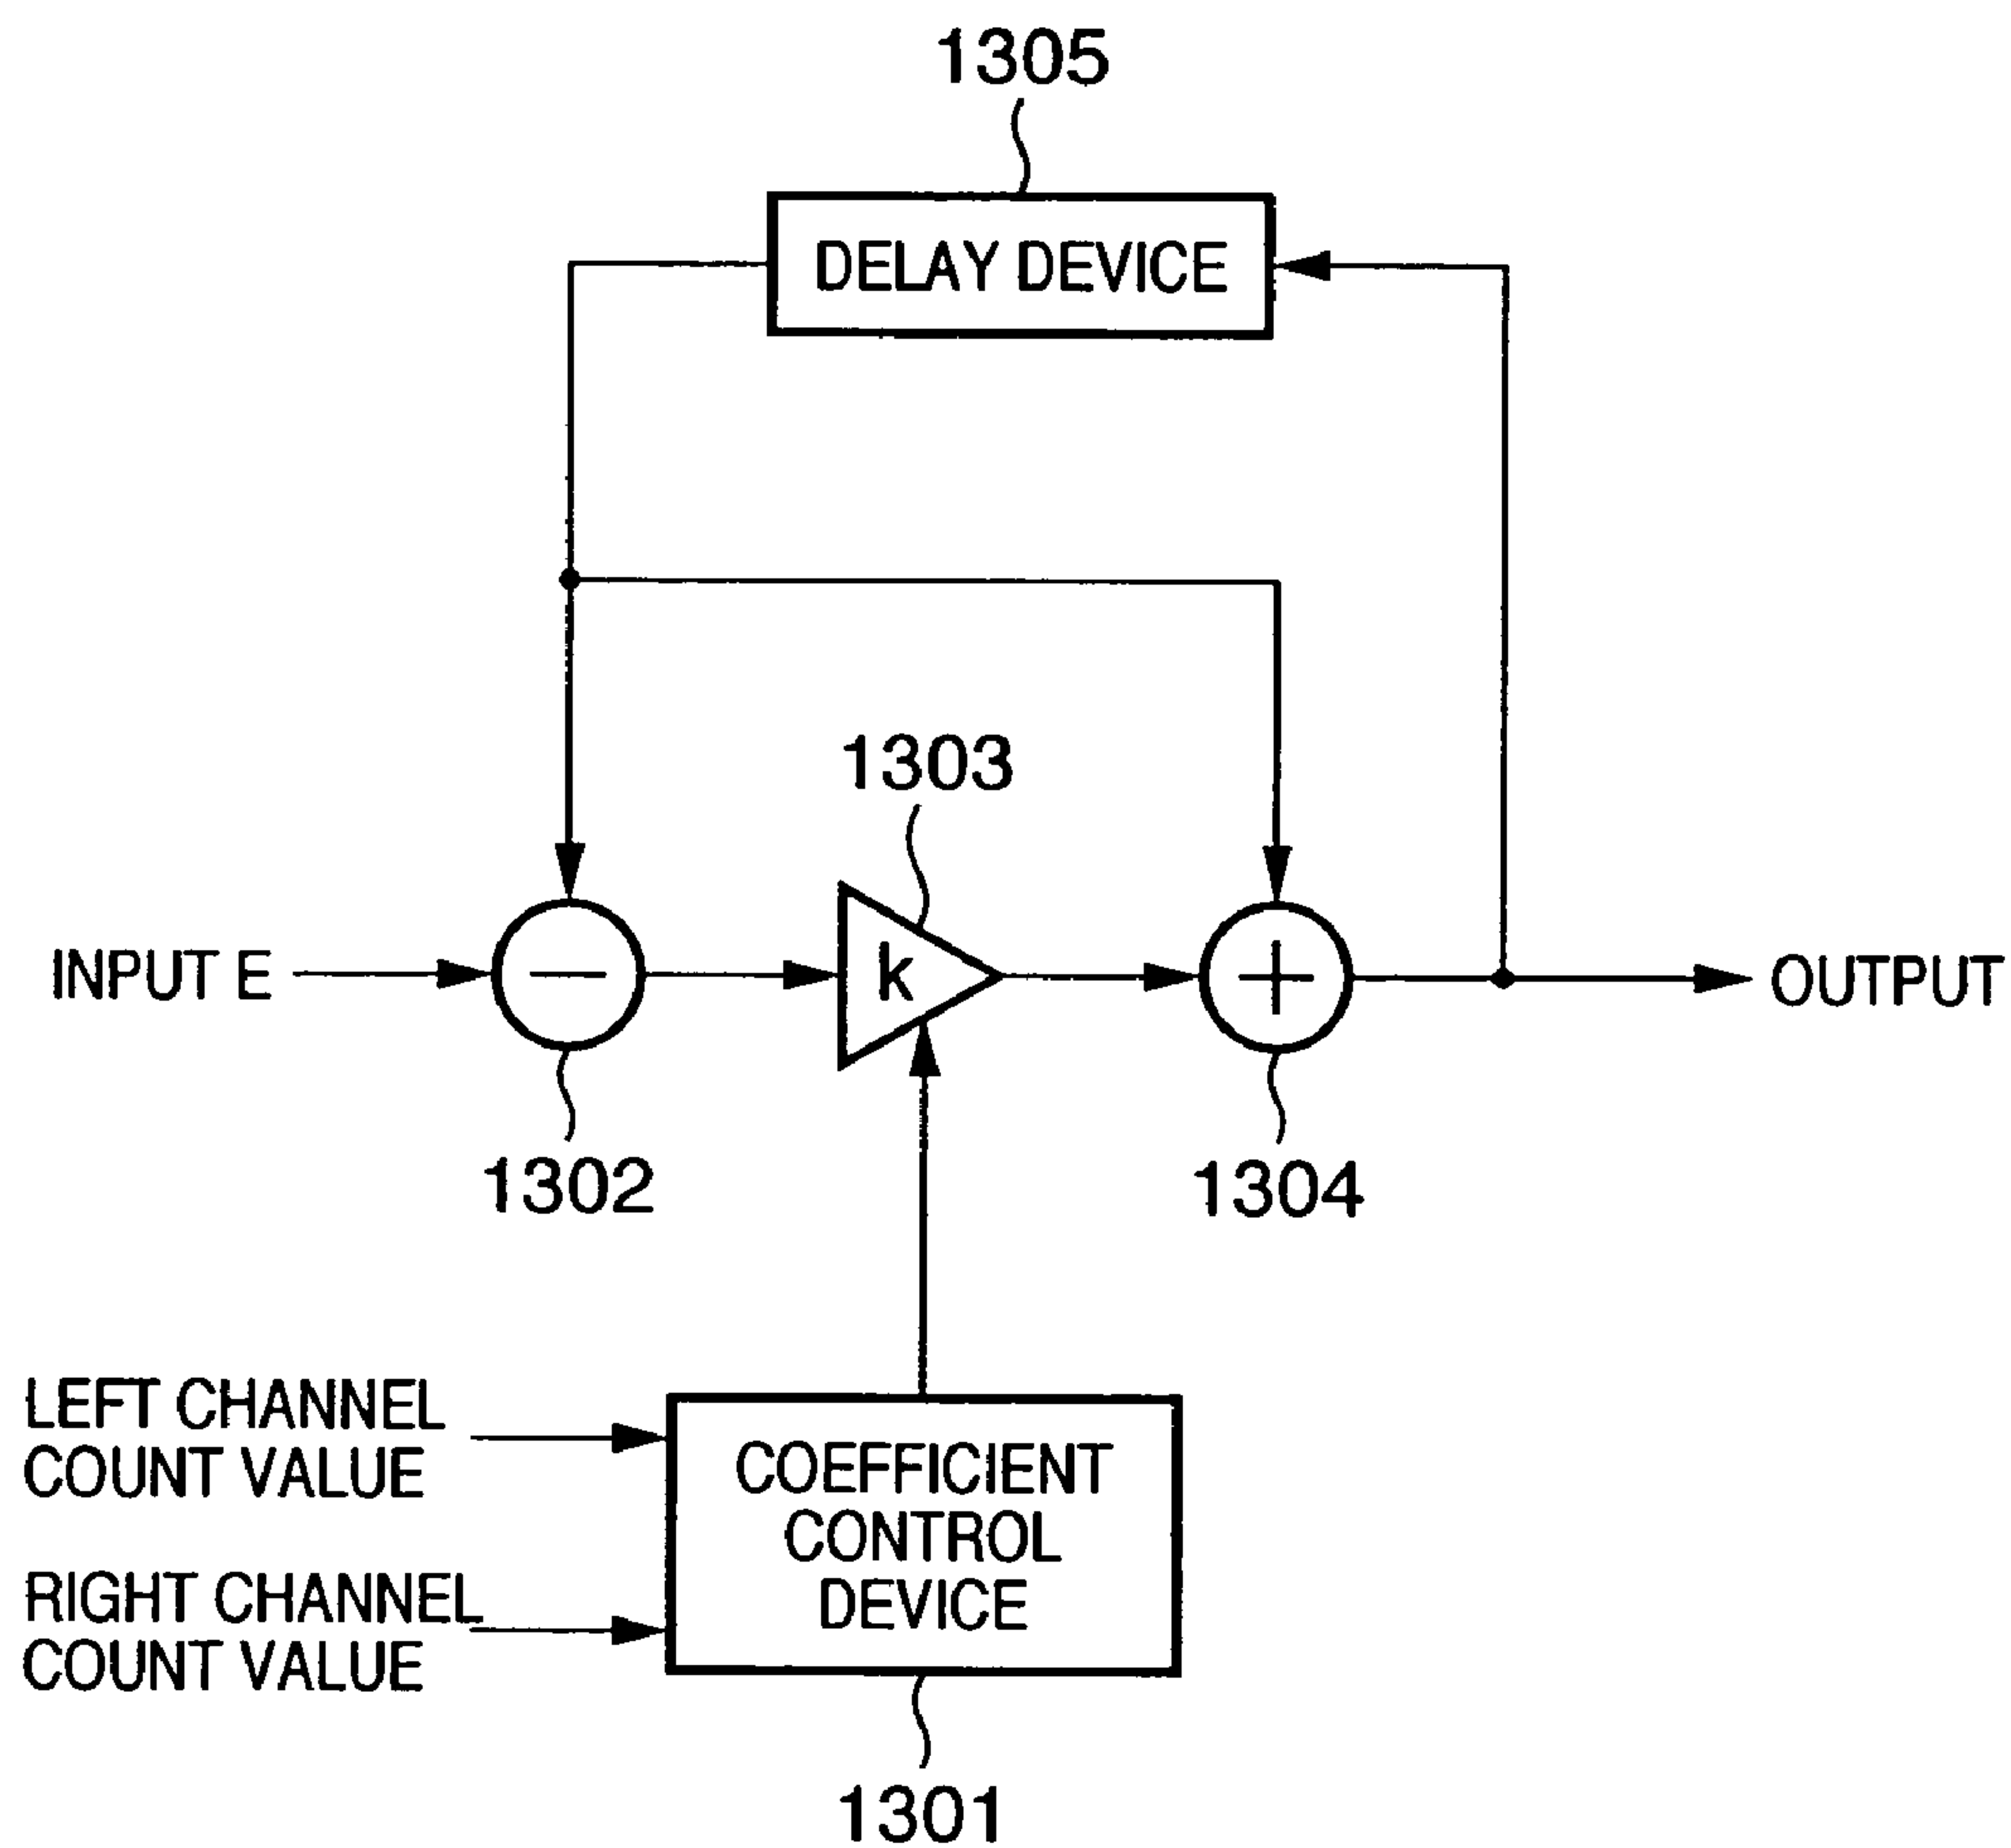 1305
DELAY DEVICE
1303
INPUT E
−
k
+
OUTPUT
1302
1304
LEFT CHANNEL
COUNT VALUE
RIGHT CHANNEL
COUNT VALUE
COEFFICIENT
CONTROL
DEVICE
1301